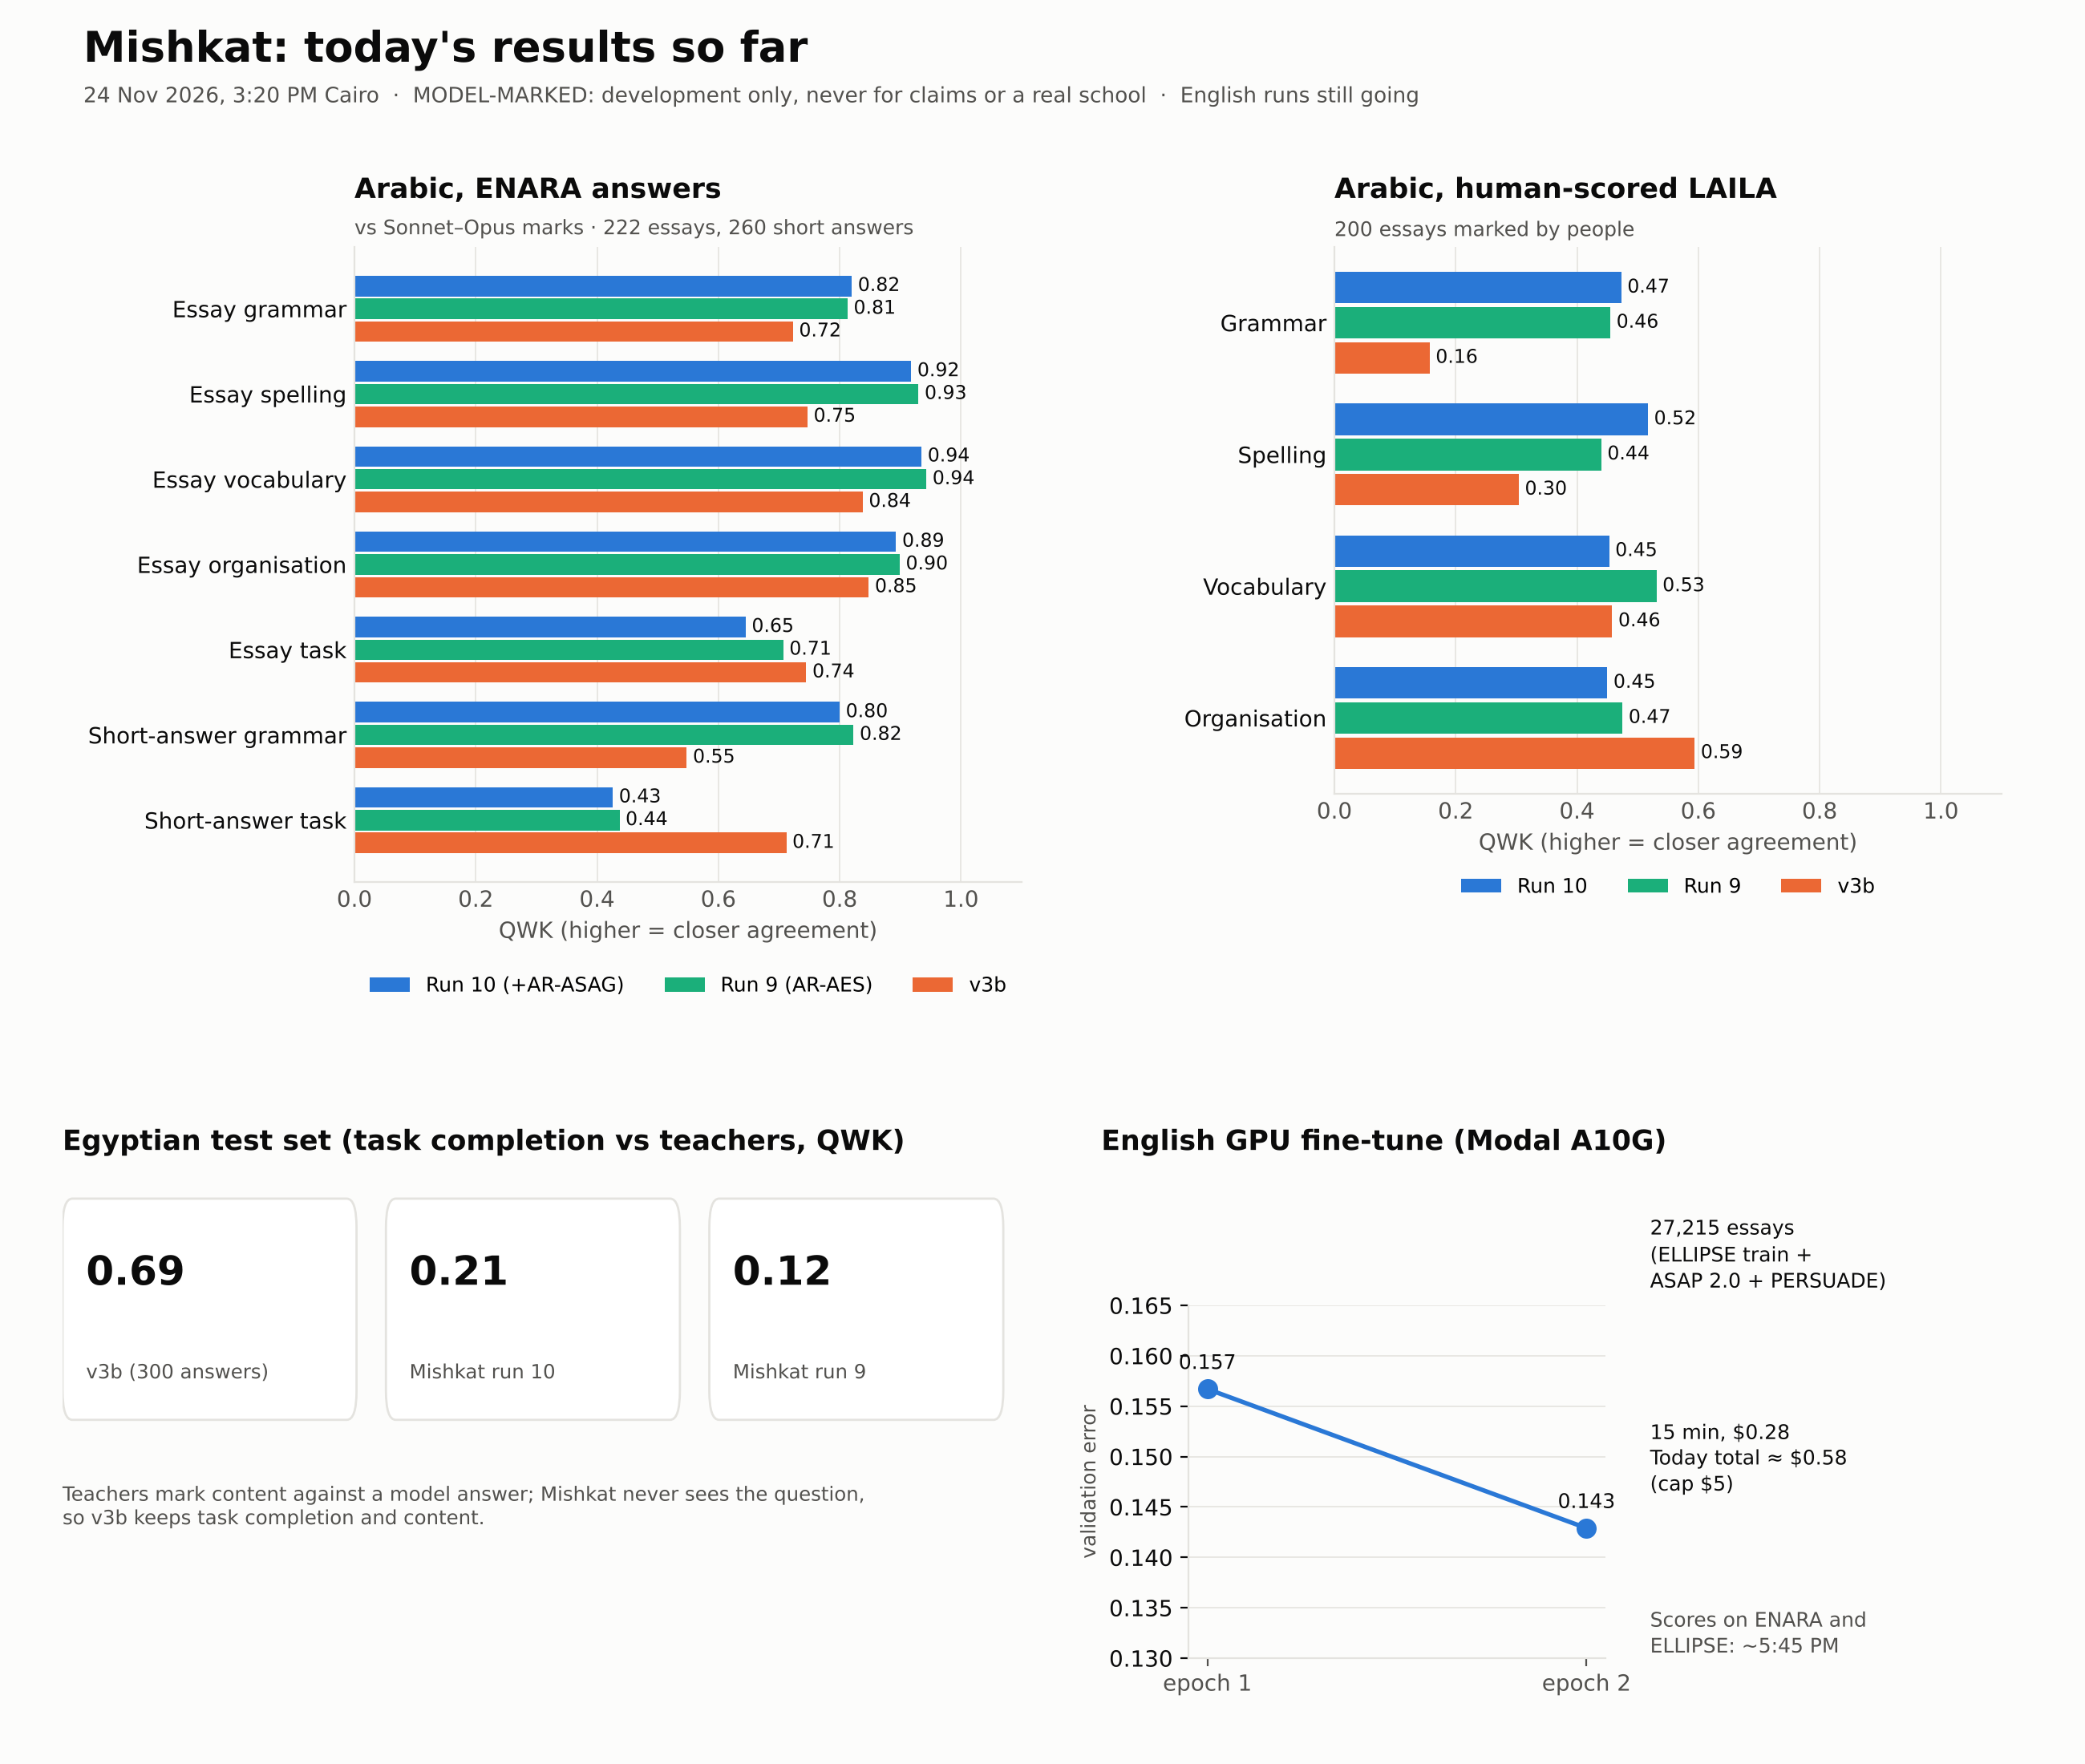 Mishkat: today's results so far
24 Nov 2026, 3:20 PM Cairo · MODEL-MARKED: development only, never for claims or a real school · English runs still going
Arabic, ENARA answers
vs Sonnet–Opus marks · 222 essays, 260 short answers
Essay grammar
0.82
0.81
0.72
Essay spelling
0.92
0.93
0.75
Essay vocabulary
0.94
0.94
0.84
Essay organisation
0.89
0.90
0.85
Essay task
0.65
0.71
0.74
Short-answer grammar
0.80
0.82
0.55
Short-answer task
0.43
0.44
0.71
0.0 0.2 0.4 0.6 0.8 1.0
QWK (higher = closer agreement)
Run 10 (+AR-ASAG) Run 9 (AR-AES) v3b
Arabic, human-scored LAILA
200 essays marked by people
Grammar
0.47
0.46
0.16
Spelling
0.52
0.44
0.30
Vocabulary
0.45
0.53
0.46
Organisation
0.45
0.47
0.59
0.0 0.2 0.4 0.6 0.8 1.0
QWK (higher = closer agreement)
Run 10 Run 9 v3b
Egyptian test set (task completion vs teachers, QWK)
0.69
v3b (300 answers)
0.21
Mishkat run 10
0.12
Mishkat run 9
Teachers mark content against a model answer; Mishkat never sees the question,
so v3b keeps task completion and content.
English GPU fine-tune (Modal A10G)
validation error
0.165
0.160
0.155
0.150
0.145
0.140
0.135
0.130
0.157
0.143
epoch 1 epoch 2
27,215 essays
(ELLIPSE train +
ASAP 2.0 + PERSUADE)
15 min, $0.28
Today total ≈ $0.58
(cap $5)
Scores on ENARA and
ELLIPSE: ~5:45 PM